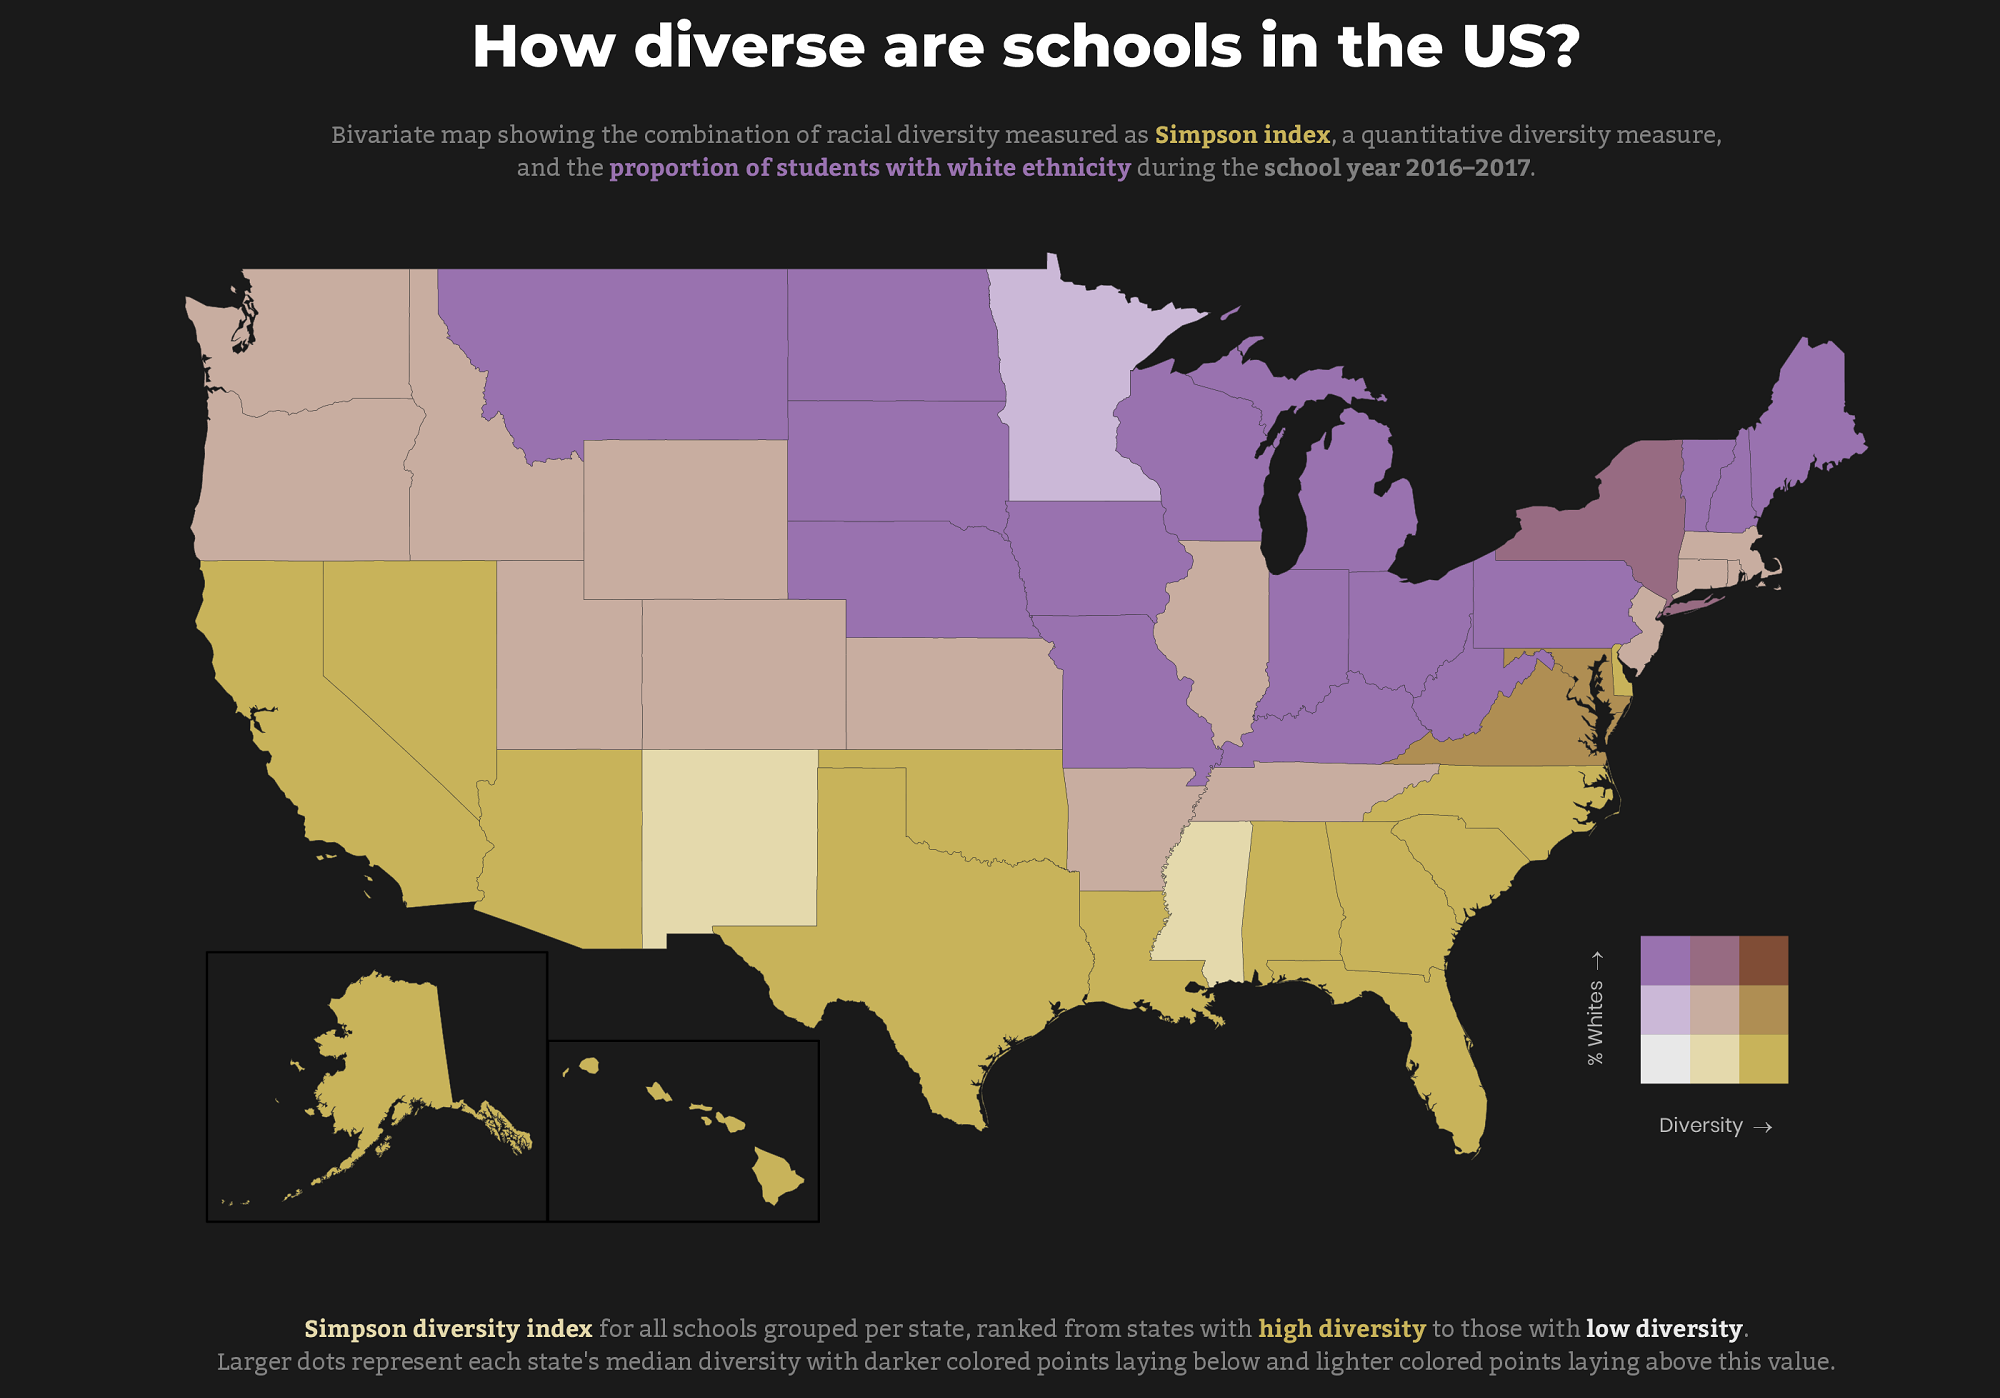 How diverse are schools in the US?
Bivariate map showing the combination of racial diversity measured as Simpson index, a quantitative diversity measure,
and the proportion of students with white ethnicity during the school year 2016–2017.
% Whites →
Diversity →
Simpson diversity index for all schools grouped per state, ranked from states with high diversity to those with low diversity.
Larger dots represent each state's median diversity with darker colored points laying below and lighter colored points laying above this value.